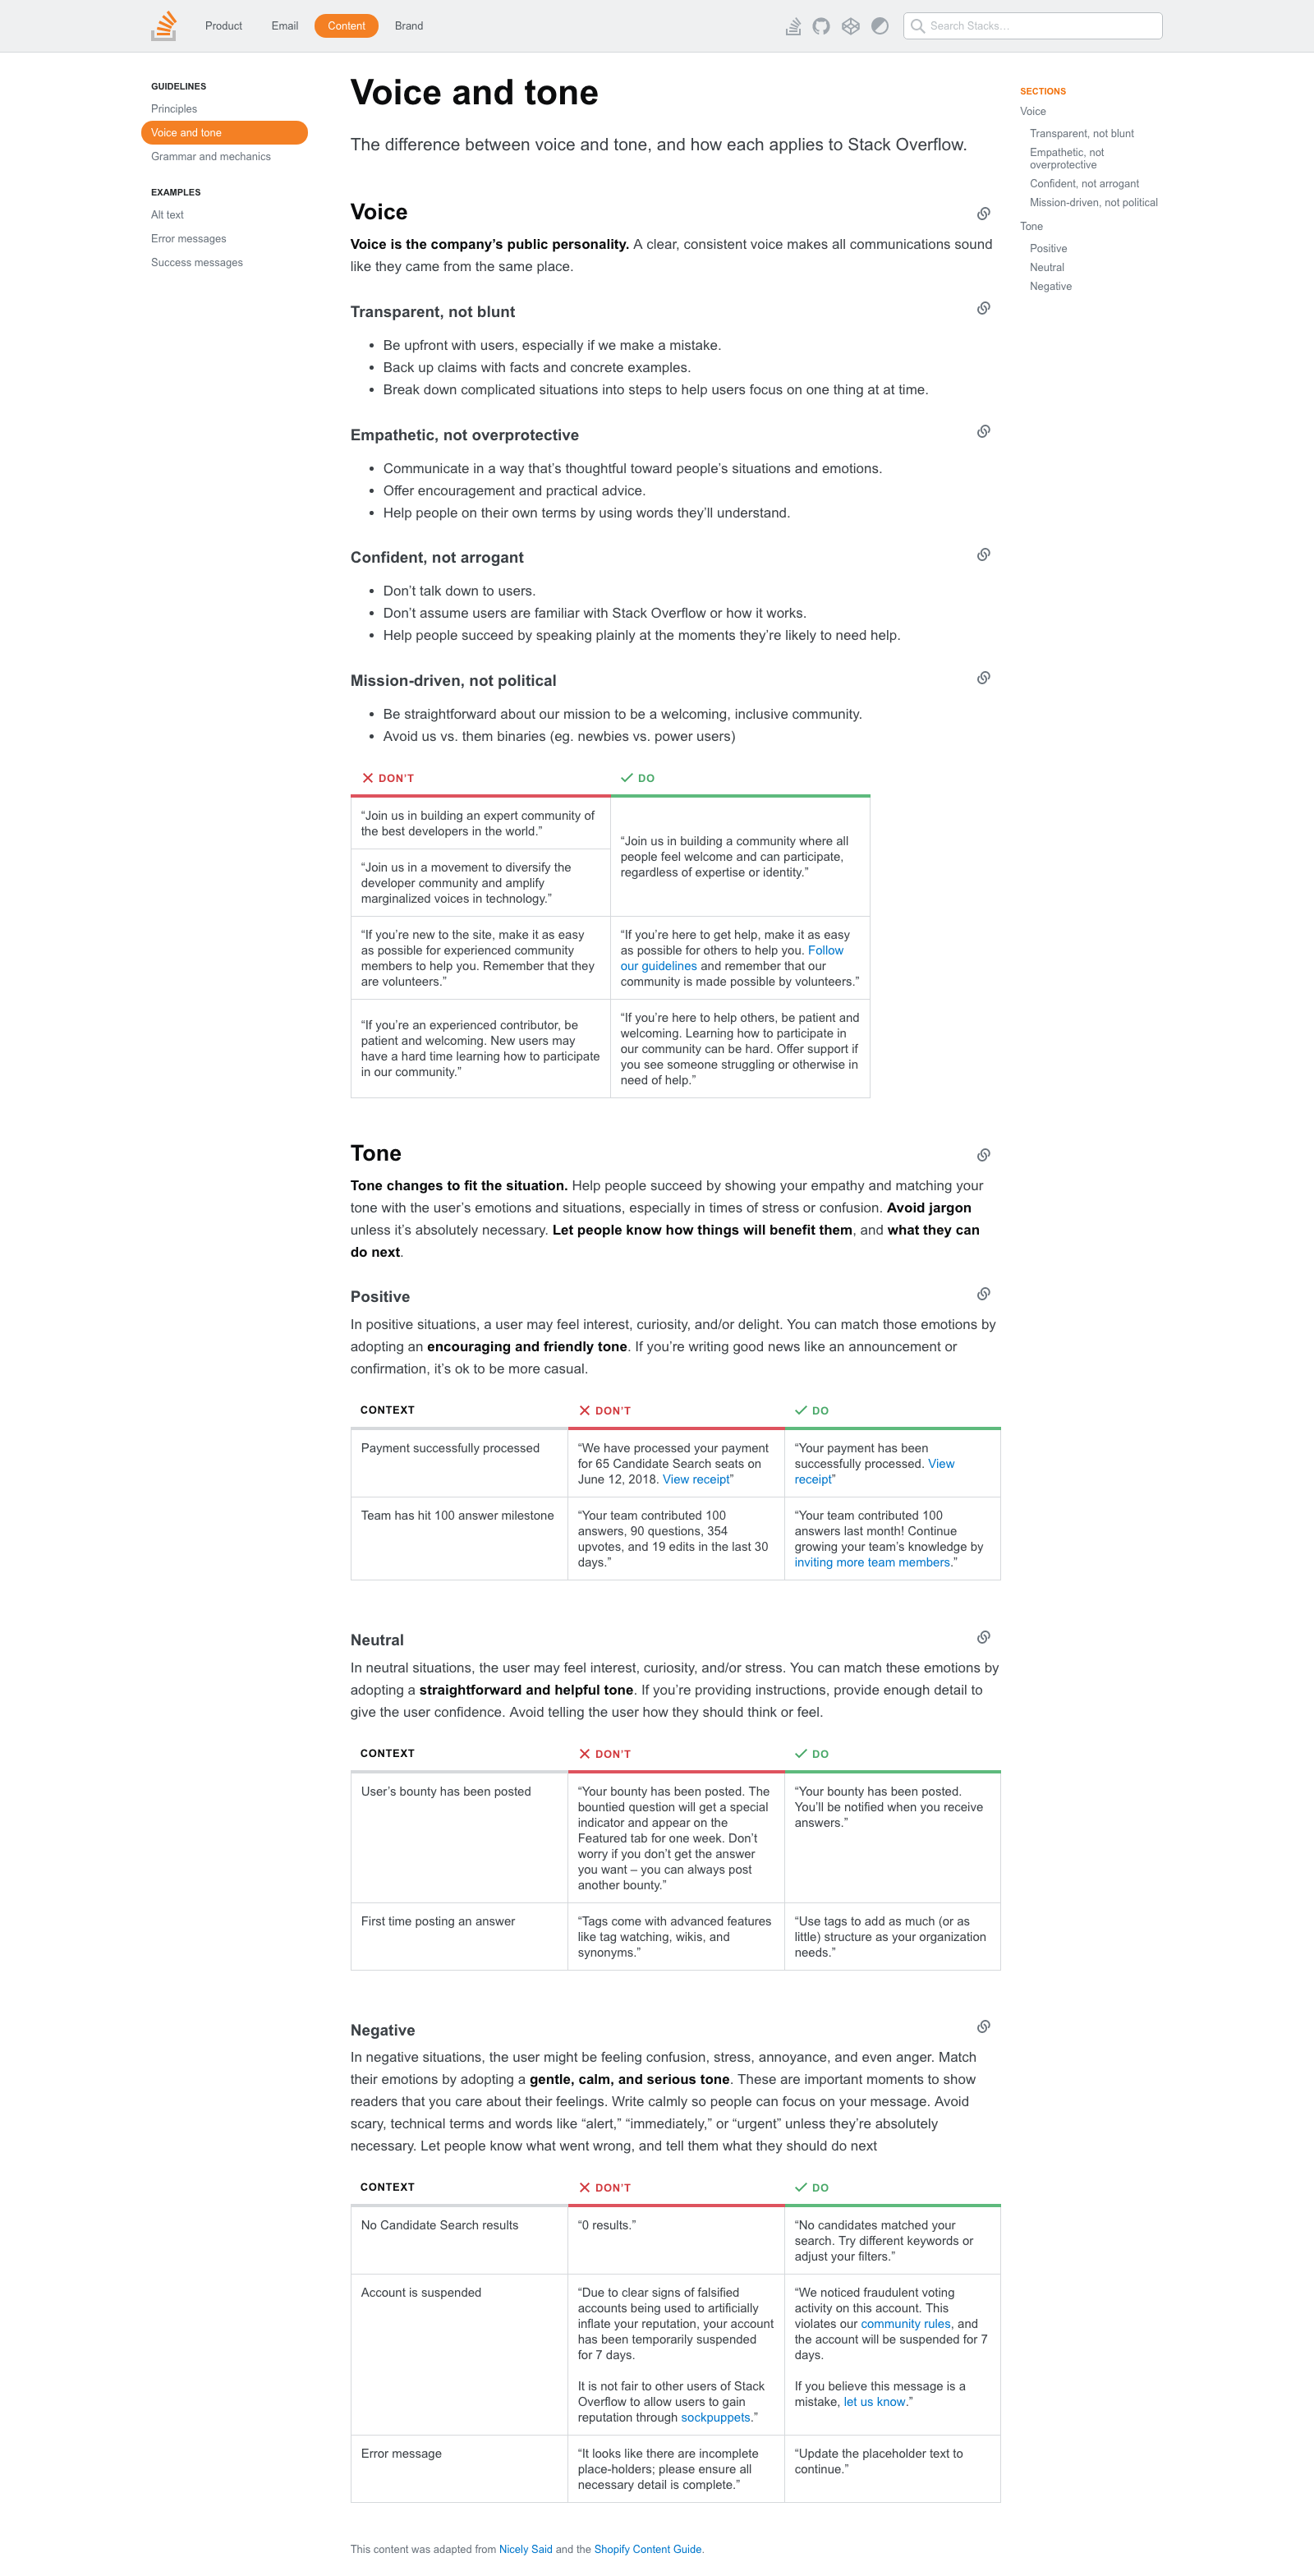 Product Email Content Brand Search Stacks…
GUIDELINES
Principles
Voice and tone
Grammar and mechanics
EXAMPLES
Alt text
Error messages
Success messages
Voice and tone
The difference between voice and tone, and how each applies to Stack Overflow.
SECTIONS
Voice
Transparent, not blunt
Empathetic, not
overprotective
Confident, not arrogant
Mission-driven, not political
Tone
Positive
Neutral
Negative
Voice
Voice is the company’s public personality. A clear, consistent voice makes all communications sound
like they came from the same place.
Transparent, not blunt
• Be upfront with users, especially if we make a mistake.
• Back up claims with facts and concrete examples.
• Break down complicated situations into steps to help users focus on one thing at at time.
Empathetic, not overprotective
• Communicate in a way that’s thoughtful toward people’s situations and emotions.
• Offer encouragement and practical advice.
• Help people on their own terms by using words they’ll understand.
Confident, not arrogant
• Don’t talk down to users.
• Don’t assume users are familiar with Stack Overflow or how it works.
• Help people succeed by speaking plainly at the moments they’re likely to need help.
Mission-driven, not political
• Be straightforward about our mission to be a welcoming, inclusive community.
• Avoid us vs. them binaries (eg. newbies vs. power users)
DON’T
DO
“Join us in building an expert community of
the best developers in the world.”
“Join us in a movement to diversify the
developer community and amplify
marginalized voices in technology.”
“Join us in building a community where all
people feel welcome and can participate,
regardless of expertise or identity.”
“If you’re new to the site, make it as easy
as possible for experienced community
members to help you. Remember that they
are volunteers.”
“If you’re here to get help, make it as easy
as possible for others to help you. Follow
our guidelines and remember that our
community is made possible by volunteers.”
“If you’re an experienced contributor, be
patient and welcoming. New users may
have a hard time learning how to participate
in our community.”
“If you’re here to help others, be patient and
welcoming. Learning how to participate in
our community can be hard. Offer support if
you see someone struggling or otherwise in
need of help.”
Tone
Tone changes to fit the situation. Help people succeed by showing your empathy and matching your
tone with the user’s emotions and situations, especially in times of stress or confusion. Avoid jargon
unless it’s absolutely necessary. Let people know how things will benefit them, and what they can
do next.
Positive
In positive situations, a user may feel interest, curiosity, and/or delight. You can match those emotions by
adopting an encouraging and friendly tone. If you’re writing good news like an announcement or
confirmation, it’s ok to be more casual.
CONTEXT
DON’T
DO
Payment successfully processed
“We have processed your payment
for 65 Candidate Search seats on
June 12, 2018. View receipt”
“Your payment has been
successfully processed. View
receipt”
Team has hit 100 answer milestone
“Your team contributed 100
answers, 90 questions, 354
upvotes, and 19 edits in the last 30
days.”
“Your team contributed 100
answers last month! Continue
growing your team’s knowledge by
inviting more team members.”
Neutral
In neutral situations, the user may feel interest, curiosity, and/or stress. You can match these emotions by
adopting a straightforward and helpful tone. If you’re providing instructions, provide enough detail to
give the user confidence. Avoid telling the user how they should think or feel.
CONTEXT
DON’T
DO
User’s bounty has been posted
“Your bounty has been posted. The
bountied question will get a special
indicator and appear on the
Featured tab for one week. Don’t
worry if you don’t get the answer
you want – you can always post
another bounty.”
“Your bounty has been posted.
You’ll be notified when you receive
answers.”
First time posting an answer
“Tags come with advanced features
like tag watching, wikis, and
synonyms.”
“Use tags to add as much (or as
little) structure as your organization
needs.”
Negative
In negative situations, the user might be feeling confusion, stress, annoyance, and even anger. Match
their emotions by adopting a gentle, calm, and serious tone. These are important moments to show
readers that you care about their feelings. Write calmly so people can focus on your message. Avoid
scary, technical terms and words like “alert,” “immediately,” or “urgent” unless they’re absolutely
necessary. Let people know what went wrong, and tell them what they should do next
CONTEXT
DON’T
DO
No Candidate Search results
“0 results.”
“No candidates matched your
search. Try different keywords or
adjust your filters.”
Account is suspended
“Due to clear signs of falsified
accounts being used to artificially
inflate your reputation, your account
has been temporarily suspended
for 7 days.
It is not fair to other users of Stack
Overflow to allow users to gain
reputation through sockpuppets.”
“We noticed fraudulent voting
activity on this account. This
violates our community rules, and
the account will be suspended for 7
days.
If you believe this message is a
mistake, let us know.”
Error message
“It looks like there are incomplete
place-holders; please ensure all
necessary detail is complete.”
“Update the placeholder text to
continue.”
This content was adapted from Nicely Said and the Shopify Content Guide.